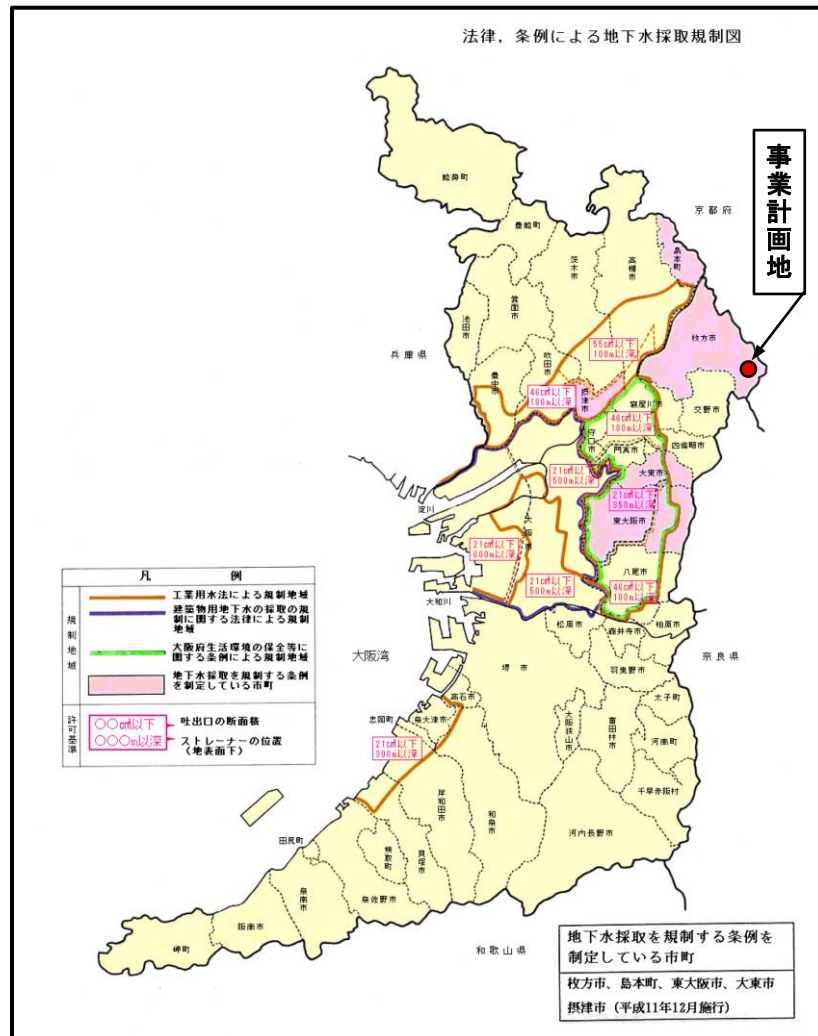 法律，条例による地下水採取規制図
事業計画地
京都府
能勢町
豊能町
茨木市
高槻市
島本町
箕面市
池田市
兵庫県
吹田市
豊中市
枚方市
55c㎡以下
100m以深
46c㎡以下
180m以深
摂津市
寝屋川市
交野市
46c㎡以下
180m以深
守口市
門真市
四條畷市
大東市
21c㎡以下
500m以深
21c㎡以下
350m以深
東大阪市
淀川
大阪市
21c㎡以下
600m以深
21c㎡以下
500m以深
八尾市
46c㎡以下
100m以深
大和川
大阪湾
松原市
藤井寺市
柏原市
奈良県
堺市
羽曳野市
太子町
高石市
忠岡町
泉大津市
21c㎡以下
300m以深
大阪狭山市
富田林市
河南町
千早赤阪村
岸和田市
和泉市
河内長野市
田尻町
熊取町
貝塚市
泉南市
泉佐野市
阪南市
岬町
和歌山県
凡例
規制地域
工業用水法による規制地域
建築物用地下水の採取の規
制に関する法律による規制
地域
大阪府生活環境の保全等に
関する条例による規制地域
地下水採取を規制する条例
を制定している市町
許可基準
○○c㎡以下
○○○m以深
吐出口の断面積
ストレーナーの位置
（地表面下）
地下水採取を規制する条例を
制定している市町
枚方市、島本町、東大阪市、大東市
摂津市（平成11年12月施行）